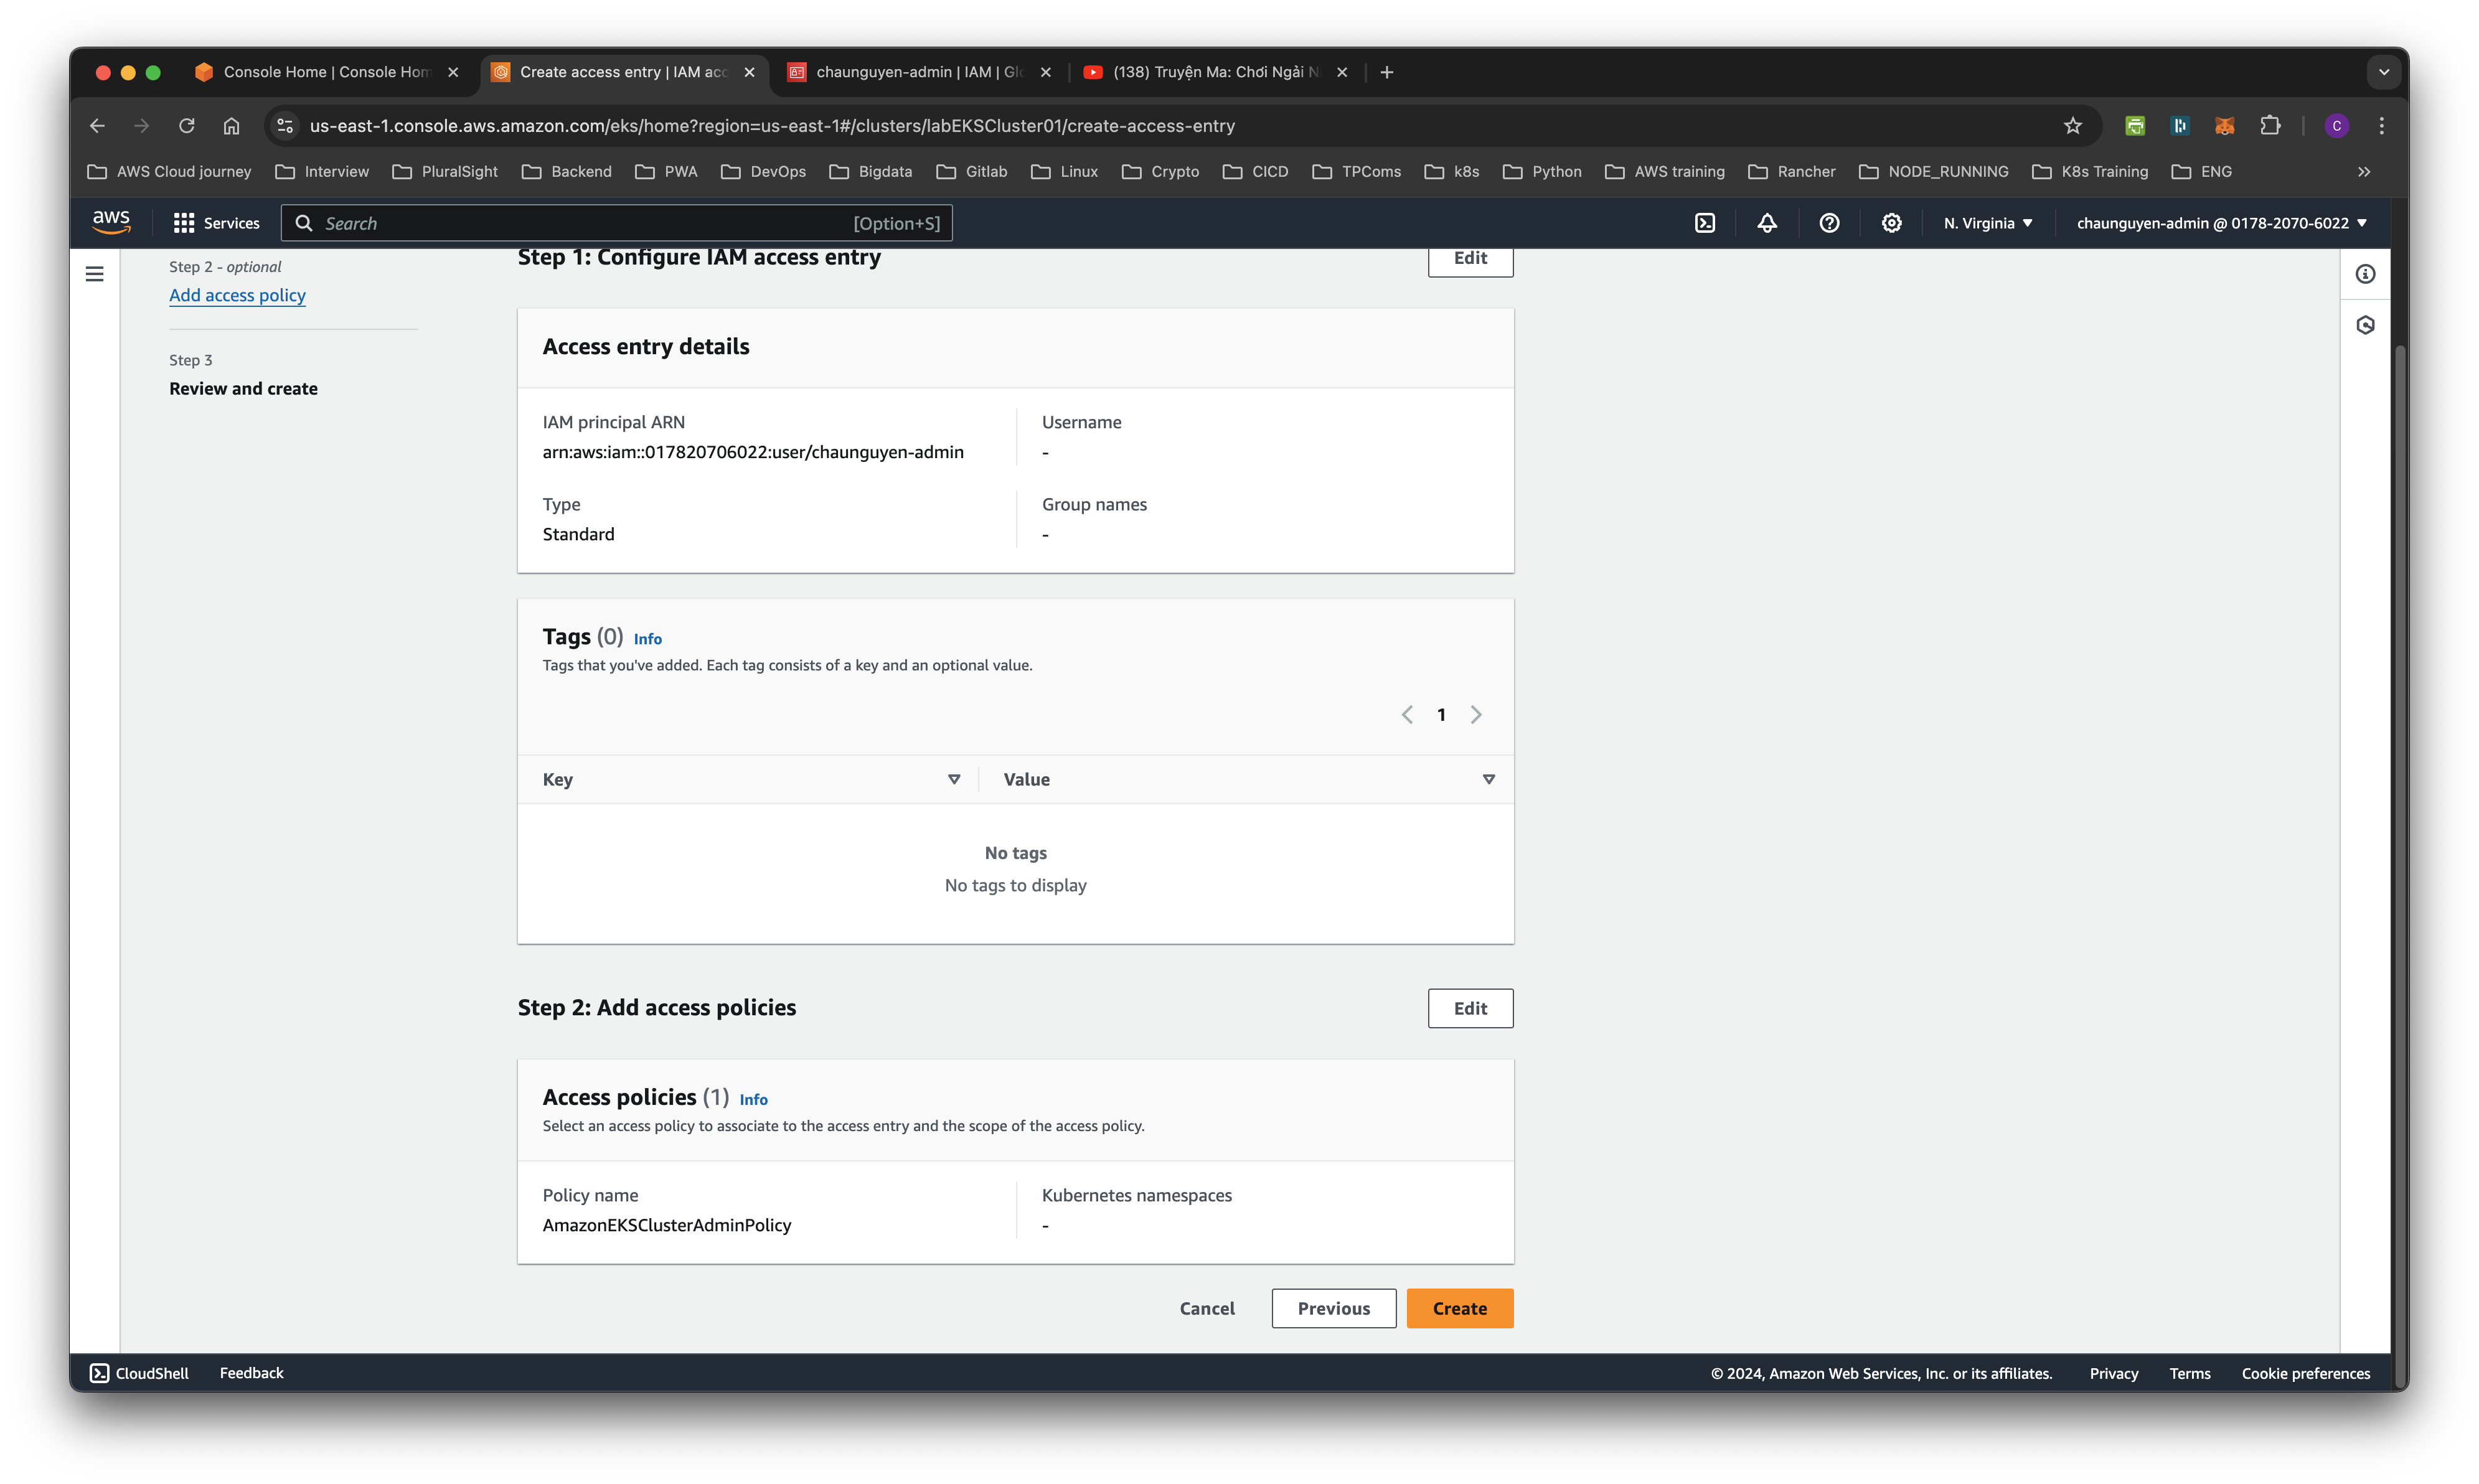 Console Home | Console Hom
Create access entry | IAM acc
chaunguyen-admin | IAM | Glo
(138) Truyện Ma: Chơi Ngải N
us-east-1.console.aws.amazon.com/eks/home?region=us-east-1#/clusters/labEKSCluster01/create-access-entry
C
AWS Cloud journey
Interview
PluralSight
Backend
PWA
DevOps
Bigdata
Gitlab
Linux
Crypto
CICD
TPComs
k8s
Python
AWS training
Rancher
NODE_RUNNING
K8s Training
ENG
aws
Services
Search
[Option+S]
N. Virginia
chaunguyen-admin @ 0178-2070-6022
Step 2 - optional
Add access policy
Step 3
Review and create
Step 1: Configure IAM access entry
Edit
Access entry details
IAM principal ARN
arn:aws:iam::017820706022:user/chaunguyen-admin
Username
-
Type
Standard
Group names
-
Tags (0) Info
Tags that you've added. Each tag consists of a key and an optional value.
1
Key
Value
No tags
No tags to display
Step 2: Add access policies
Edit
Access policies (1) Info
Select an access policy to associate to the access entry and the scope of the access policy.
Policy name
AmazonEKSClusterAdminPolicy
Kubernetes namespaces
-
Cancel
Previous
Create
CloudShell
Feedback
© 2024, Amazon Web Services, Inc. or its affiliates.
Privacy
Terms
Cookie preferences